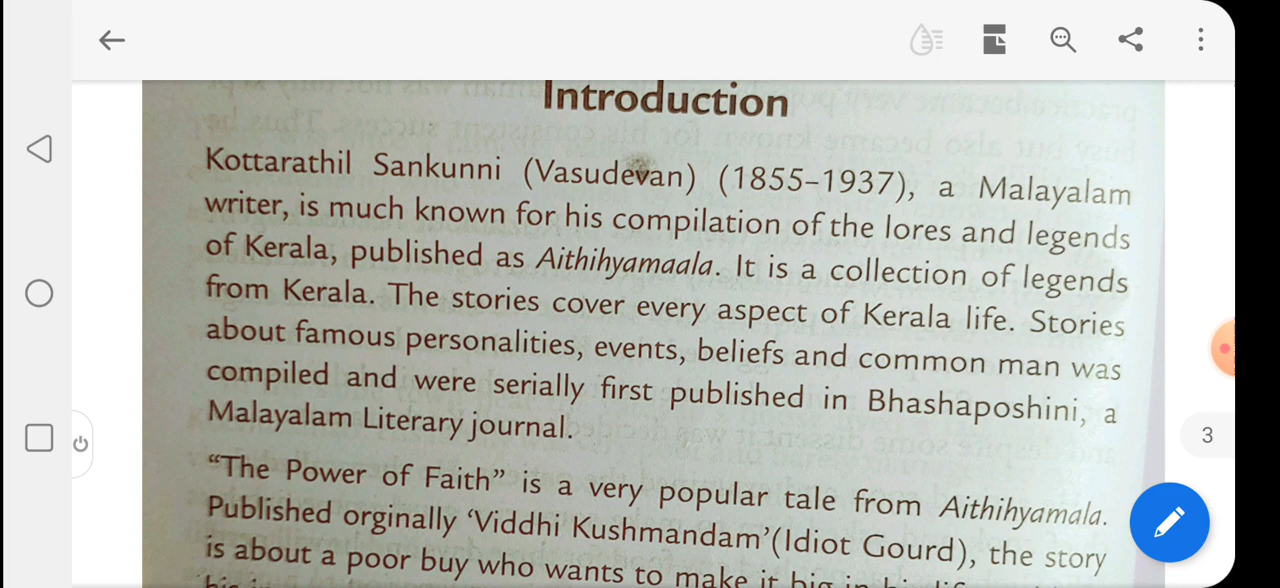 Introduction
Kottarathil Sankunni (Vasudevan) (1855–1937), a Malayalam
writer, is much known for his compilation of the lores and legends
of Kerala, published as Aithihyamaala. It is a collection of legends
from Kerala. The stories cover every aspect of Kerala life. Stories
about famous personalities, events, beliefs and common man was
compiled and were serially first published in Bhashaposhini, a
Malayalam Literary journal.
“The Power of Faith” is a very popular tale from Aithihyamala.
Published orginally ‘Viddhi Kushmandam’(Idiot Gourd), the story
is about a poor buy who wants to make it big in
3